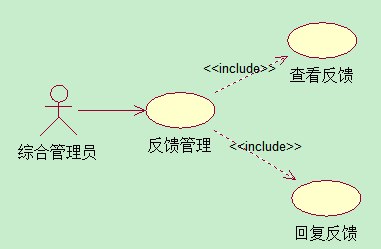 <<include>>
查看反馈
综合管理员
反馈管理
<<include>>
回复反馈